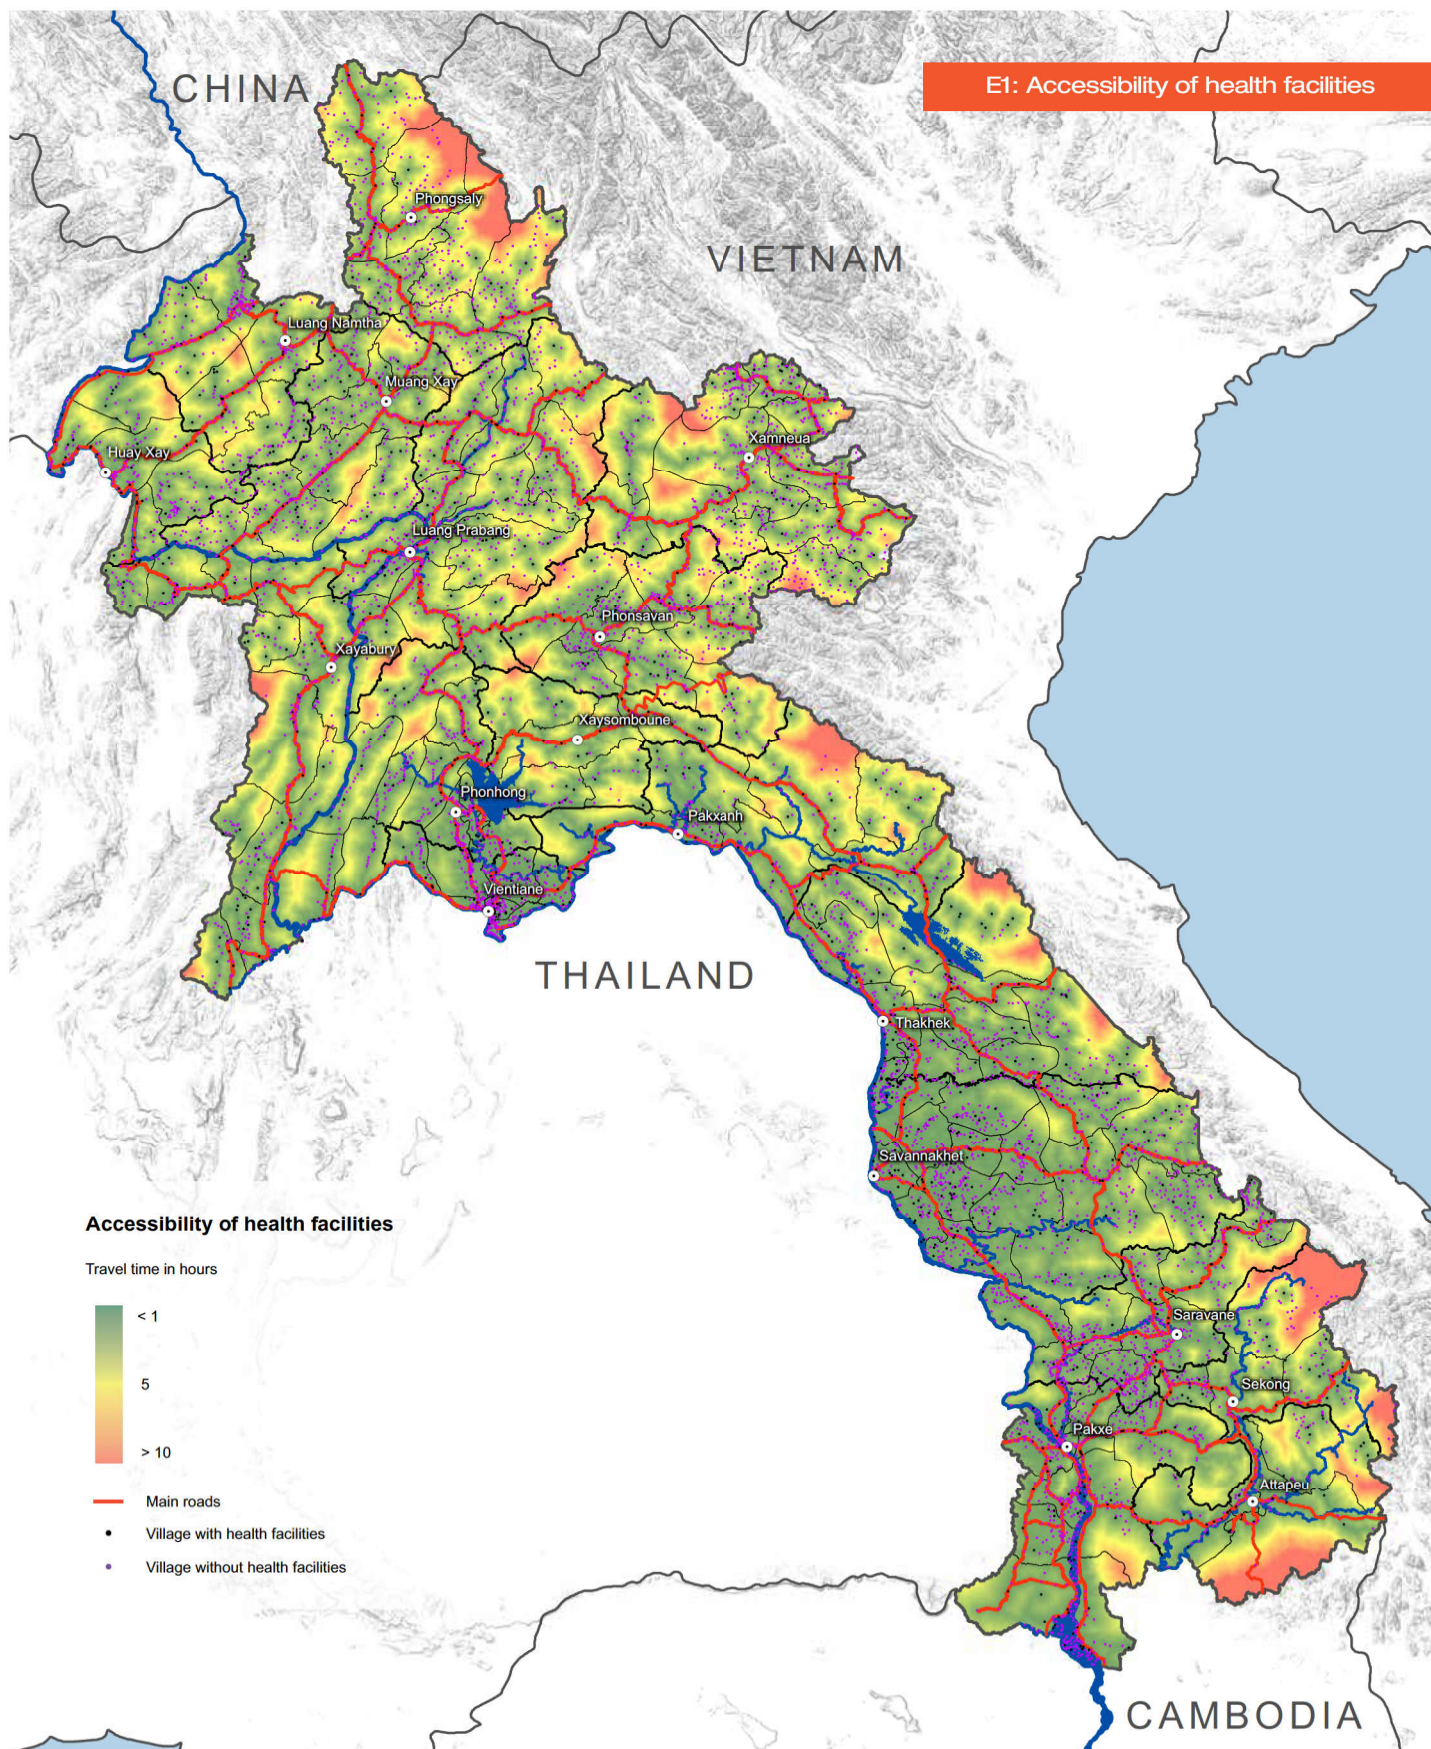 E1: Accessibility of health facilities
CHINA
Phongsaly
VIETNAM
Luang Namtha
Muang Xay
Xamneua
Huay Xay
Luang Prabang
Phonsavan
Xayabury
Xaysomboune
Phonhong
Pakxanh
Vientiane
THAILAND
Thakhek
Savannakhet
Accessibility of health facilities
Travel time in hours
< 1
5
> 10
Main roads
Village with health facilities
Village without health facilities
Saravane
Sekong
Pakxe
Attapeu
CAMBODIA